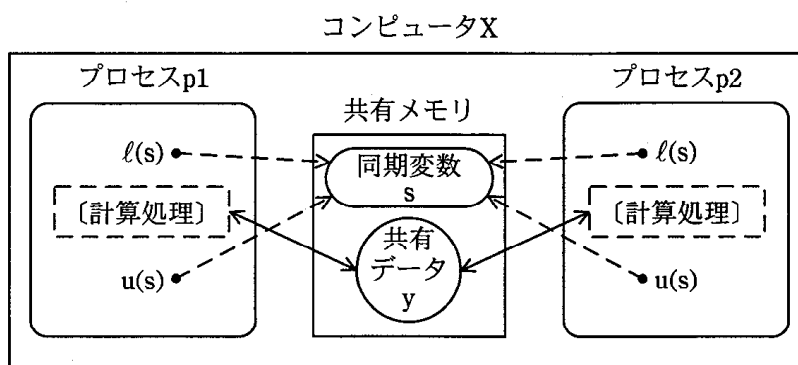 コンピュータX
プロセスp1
プロセスp2
共有メモリ
ℓ(s)
同期変数
s
ℓ(s)
〔計算処理〕
〔計算処理〕
共有
データ
y
u(s)
u(s)